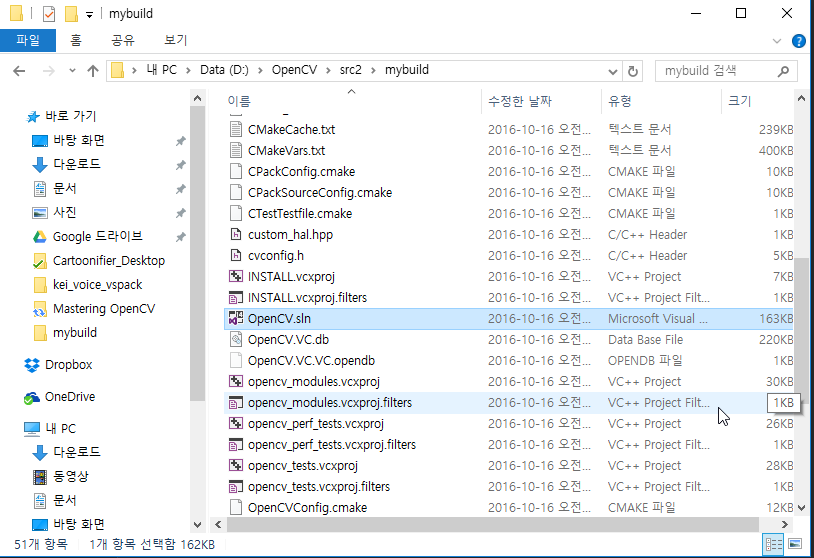 mybuild
파일 홈 공유 보기
내 PC Data (D:) OpenCV src2 mybuild mybuild 검색
이름 수정한 날짜 유형 크기
바로 가기
바탕 화면
다운로드
문서
사진
Google 드라이브
Cartoonifier_Desktop
kei_voice_vspack
Mastering OpenCV
mybuild
Dropbox
OneDrive
내 PC
다운로드
동영상
문서
바탕 화면
CMakeCache.txt 2016-10-16 오전... 텍스트 문서 239KB
CMakeVars.txt 2016-10-16 오전... 텍스트 문서 400KB
CPackConfig.cmake 2016-10-16 오전... CMAKE 파일 10KB
CPackSourceConfig.cmake 2016-10-16 오전... CMAKE 파일 10KB
CTestTestfile.cmake 2016-10-16 오전... CMAKE 파일 1KB
custom_hal.hpp 2016-10-16 오전... C/C++ Header 1KB
cvconfig.h 2016-10-16 오전... C/C++ Header 5KB
INSTALL.vcxproj 2016-10-16 오전... VC++ Project 7KB
INSTALL.vcxproj.filters 2016-10-16 오전... VC++ Project Filt... 1KB
OpenCV.sln 2016-10-16 오전... Microsoft Visual ... 163KB
OpenCV.VC.db 2016-10-16 오전... Data Base File 220KB
OpenCV.VC.VC.opendb 2016-10-16 오전... OPENDB 파일 1KB
opencv_modules.vcxproj 2016-10-16 오전... VC++ Project 30KB
opencv_modules.vcxproj.filters 2016-10-16 오전... VC++ Project Filt... 1KB
opencv_perf_tests.vcxproj 2016-10-16 오전... VC++ Project 26KB
opencv_perf_tests.vcxproj.filters 2016-10-16 오전... VC++ Project Filt... 1KB
opencv_tests.vcxproj 2016-10-16 오전... VC++ Project 28KB
opencv_tests.vcxproj.filters 2016-10-16 오전... VC++ Project Filt... 1KB
OpenCVConfig.cmake 2016-10-16 오전... CMAKE 파일 12KB
51개 항목 1개 항목 선택함 162KB